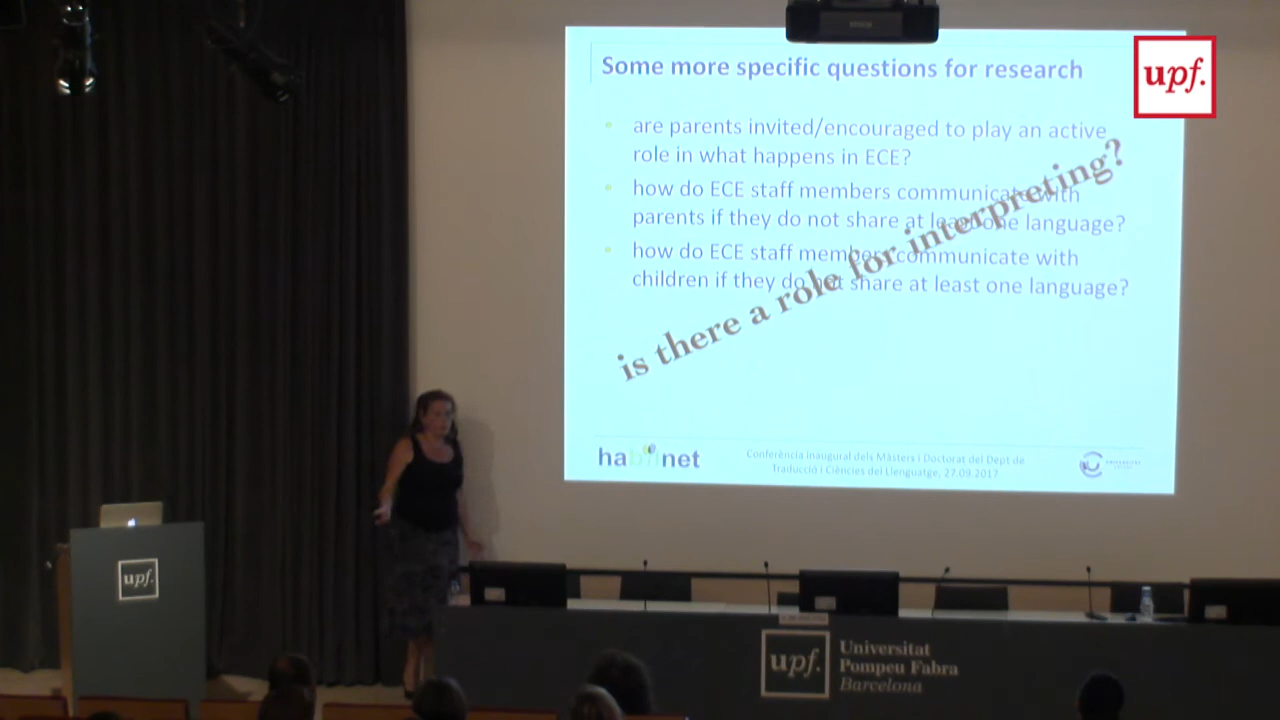 Some more specific questions for research
upf.
• are parents invited/encouraged to play an active
role in what happens in ECE?
• how do ECE staff members communicate with
parents if they do not share at least one language?
• how do ECE staff members communicate with
children if they do not share at least one language?
is there a role for interpreting?
habilnet
Conferència inaugural dels Màsters i Doctorat del Dept de
Traducció i Ciències del Llenguatge, 27.09.2017
upf.
upf.
Universitat
Pompeu Fabra
Barcelona